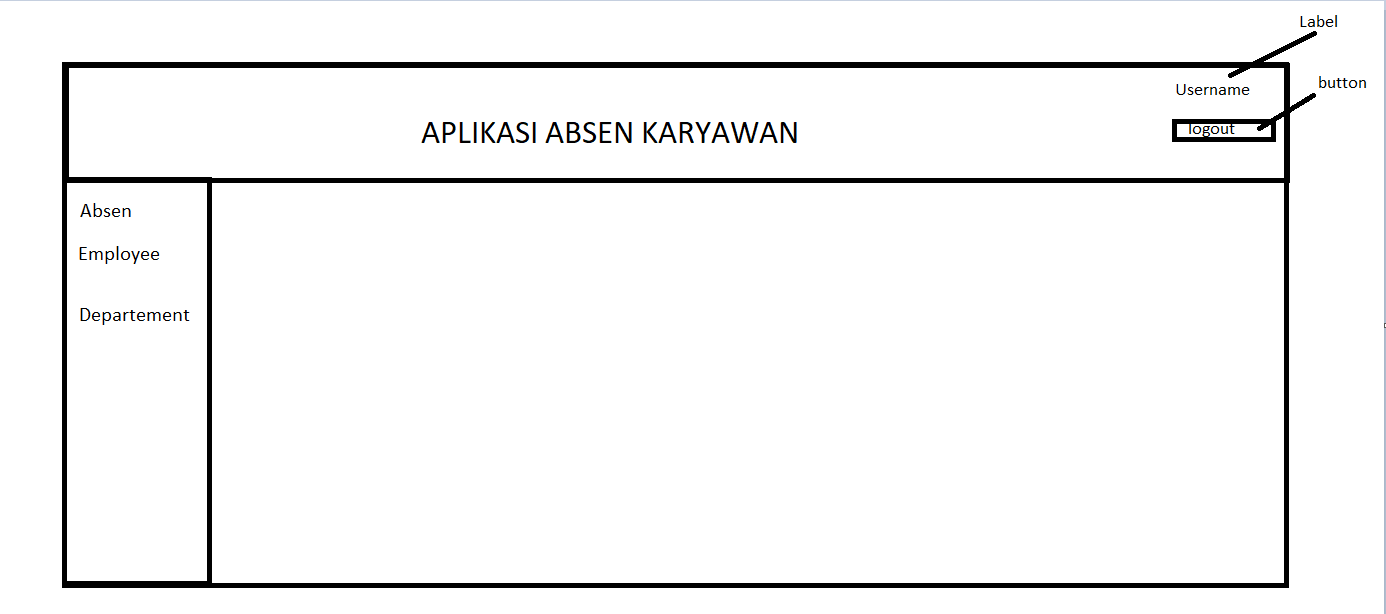 Label
button
Username
APLIKASI ABSEN KARYAWAN
logout
Absen
Employee
Departement